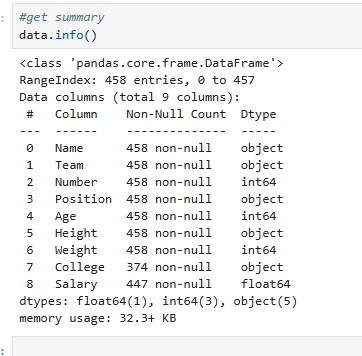 #get summary
data.info()
<class 'pandas.core.frame.DataFrame'>
RangeIndex: 458 entries, 0 to 457
Data columns (total 9 columns):
 #   Column    Non-Null Count  Dtype
---  ------    --------------  -----
 0   Name      458 non-null    object
 1   Team      458 non-null    object
 2   Number    458 non-null    int64
 3   Position  458 non-null    object
 4   Age       458 non-null    int64
 5   Height    458 non-null    object
 6   Weight    458 non-null    int64
 7   College   374 non-null    object
 8   Salary    447 non-null    float64
dtypes: float64(1), int64(3), object(5)
memory usage: 32.3+ KB